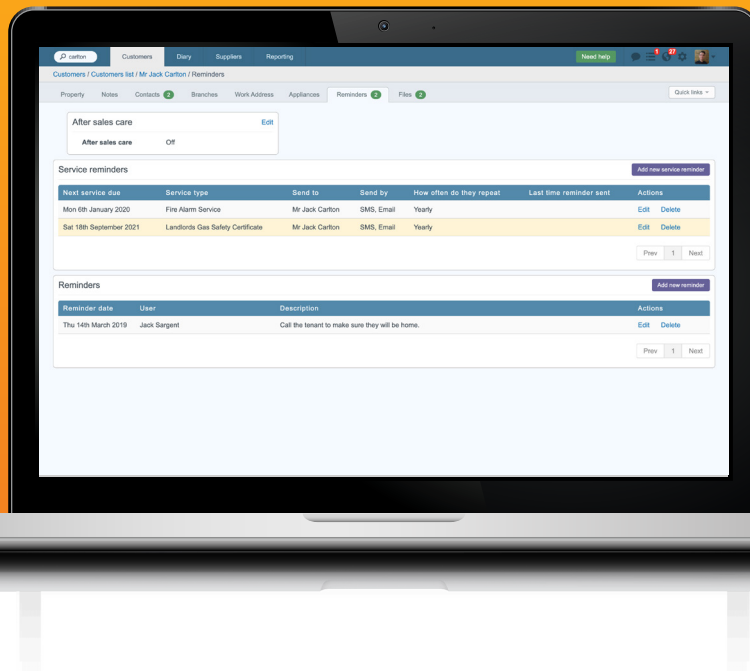 carlton Customers Diary Suppliers Reporting Need help 1 27
Customers / Customers list / Mr Jack Carlton / Reminders
Property Notes Contacts 2 Branches Work Address Appliances Reminders 2 Files 2 Quick links
After sales care Edit
After sales care Off
Service reminders Add new service reminder
Next service due Service type Send to Send by How often do they repeat Last time reminder sent Actions
Mon 6th January 2020 Fire Alarm Service Mr Jack Carlton SMS, Email Yearly Edit Delete
Sat 18th September 2021 Landlords Gas Safety Certificate Mr Jack Carlton SMS, Email Yearly Edit Delete
Prev 1 Next
Reminders Add new reminder
Reminder date User Description Actions
Thu 14th March 2019 Jack Sargent Call the tenant to make sure they will be home. Edit Delete
Prev 1 Next